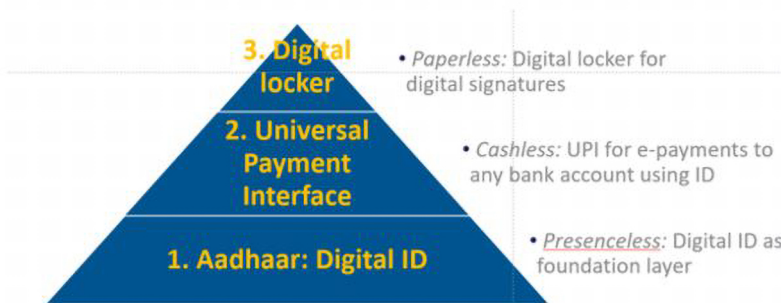 3. Digital
locker
• Paperless: Digital locker for
digital signatures
2. Universal
Payment
Interface
• Cashless: UPI for e-payments to
any bank account using ID
1. Aadhaar: Digital ID
• Presenceless: Digital ID as
foundation layer